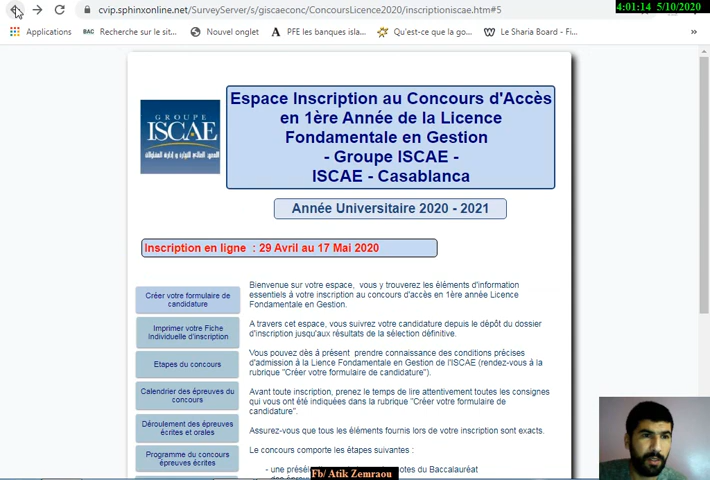 cvip.sphinxonline.net/SurveyServer/s/giscaeconc/ConcoursLicence2020/inscriptioniscae.htm#5
4:01:14 5/10/2020
Applications
BAC Recherche sur le sit...
Nouvel onglet
A PFE les banques isla...
Qu'est-ce que la go...
W Le Sharia Board - Fi...
»
GROUPE
ISCAE
Espace Inscription au Concours d'Accès
en 1ère Année de la Licence
Fondamentale en Gestion
- Groupe ISCAE -
ISCAE - Casablanca
Année Universitaire 2020 - 2021
Inscription en ligne : 29 Avril au 17 Mai 2020
Créer votre formulaire de
candidature
Imprimer votre Fiche
Individuelle d'inscription
Etapes du concours
Calendrier des épreuves du
concours
Déroulement des épreuves
écrites et orales
Programme du concours
épreuves écrites
Bienvenue sur votre espace, vous y trouverez les éléments d'information
essentiels à votre inscription au concours d'accès en 1ère année Licence
Fondamentale en Gestion.
A travers cet espace, vous suivrez votre candidature depuis le dépôt du dossier
d'inscription jusqu'aux résultats de la sélection définitive.
Vous pouvez dès à présent prendre connaissance des conditions précises
d'admission à la Lience Fondamentale en Gestion de l'ISCAE (rendez-vous à la
rubrique "Créer votre formulaire de candidature").
Avant toute inscription, prenez le temps de lire attentivement toutes les consignes
qui vous ont été indiquées dans la rubrique "Créer votre formulaire de
candidature".
Assurez-vous que tous les éléments fournis lors de votre inscription sont exacts.
Le concours comporte les étapes suivantes :
- une présél
otes du Baccalauréat
Fb/ Atik Zemraou